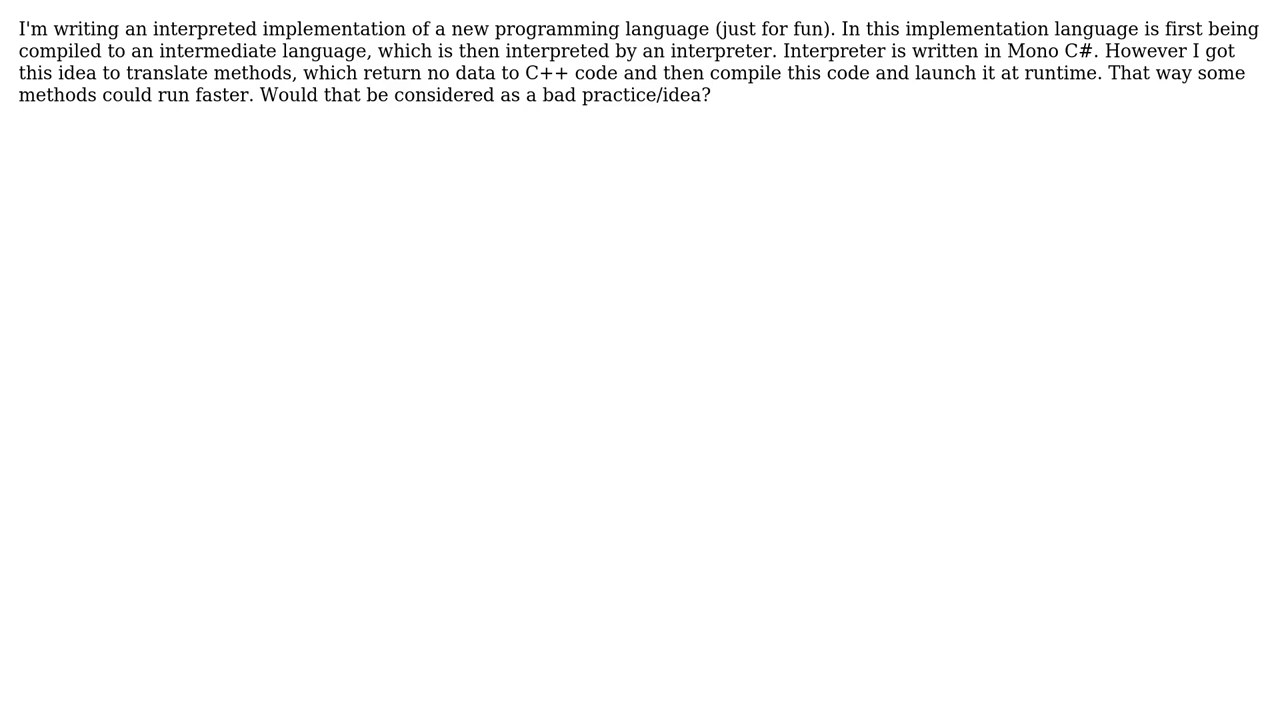 I'm writing an interpreted implementation of a new programming language (just for fun). In this implementation language is first being
compiled to an intermediate language, which is then interpreted by an interpreter. Interpreter is written in Mono C#. However I got
this idea to translate methods, which return no data to C++ code and then compile this code and launch it at runtime. That way some
methods could run faster. Would that be considered as a bad practice/idea?